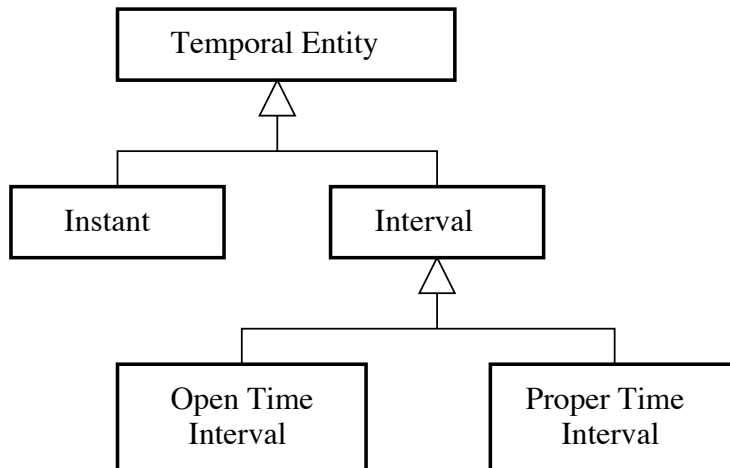 Temporal Entity
Instant
Interval
Open Time
Interval
Proper Time
Interval